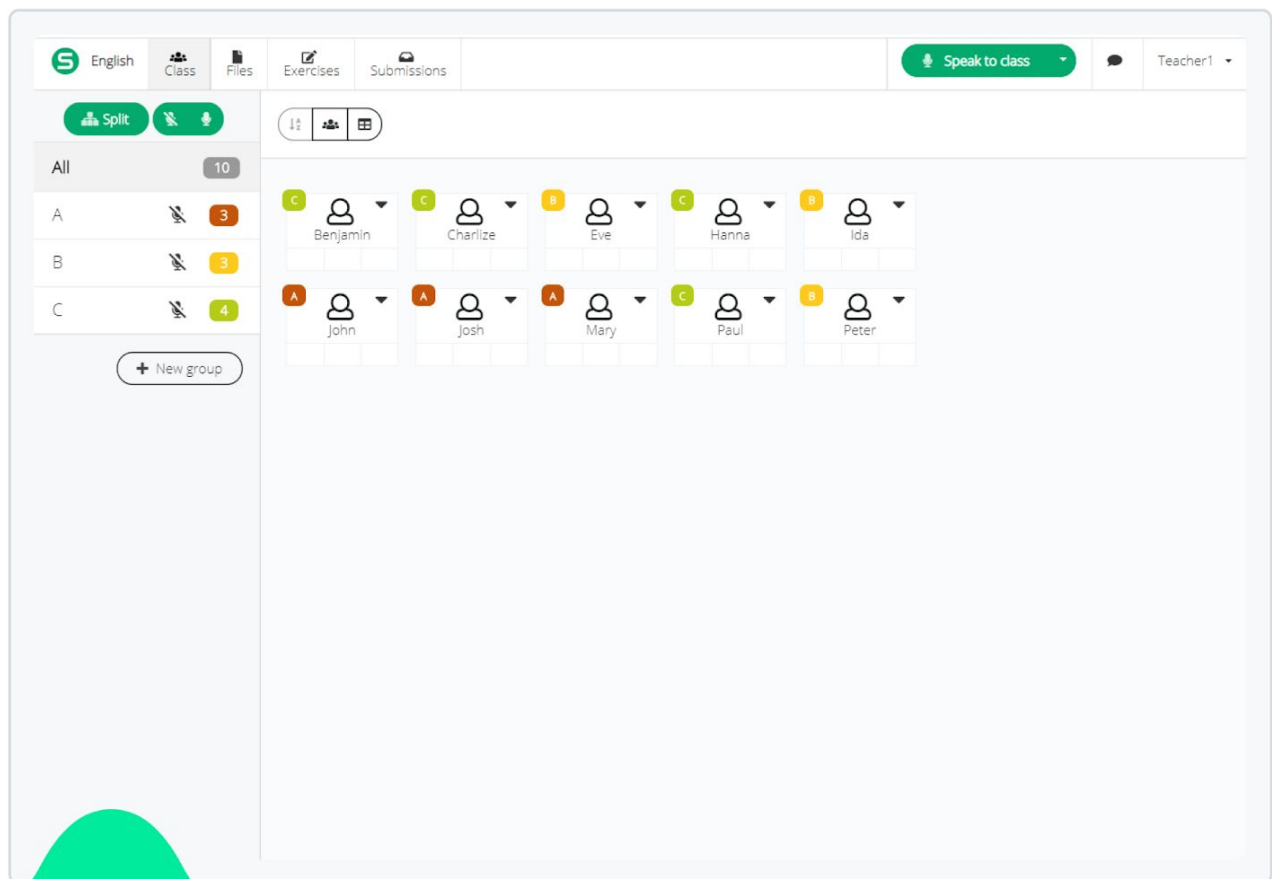 S English Class Files Exercises Submissions Speak to class Teacher1
Split
All 10
A 3
B 3
C 4
New group
C C B C B
Benjamin Charlize Eve Hanna Ida
A A A C B
John Josh Mary Paul Peter